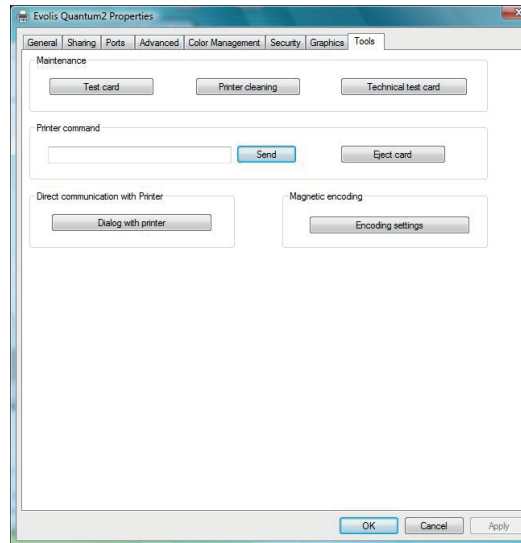 Evolis Quantum2 Properties
General Sharing Ports Advanced Color Management Security Graphics Tools
Maintenance
Test card Printer cleaning Technical test card
Printer command
Send Eject card
Direct communication with Printer Magnetic encoding
Dialog with printer Encoding settings
OK Cancel Apply